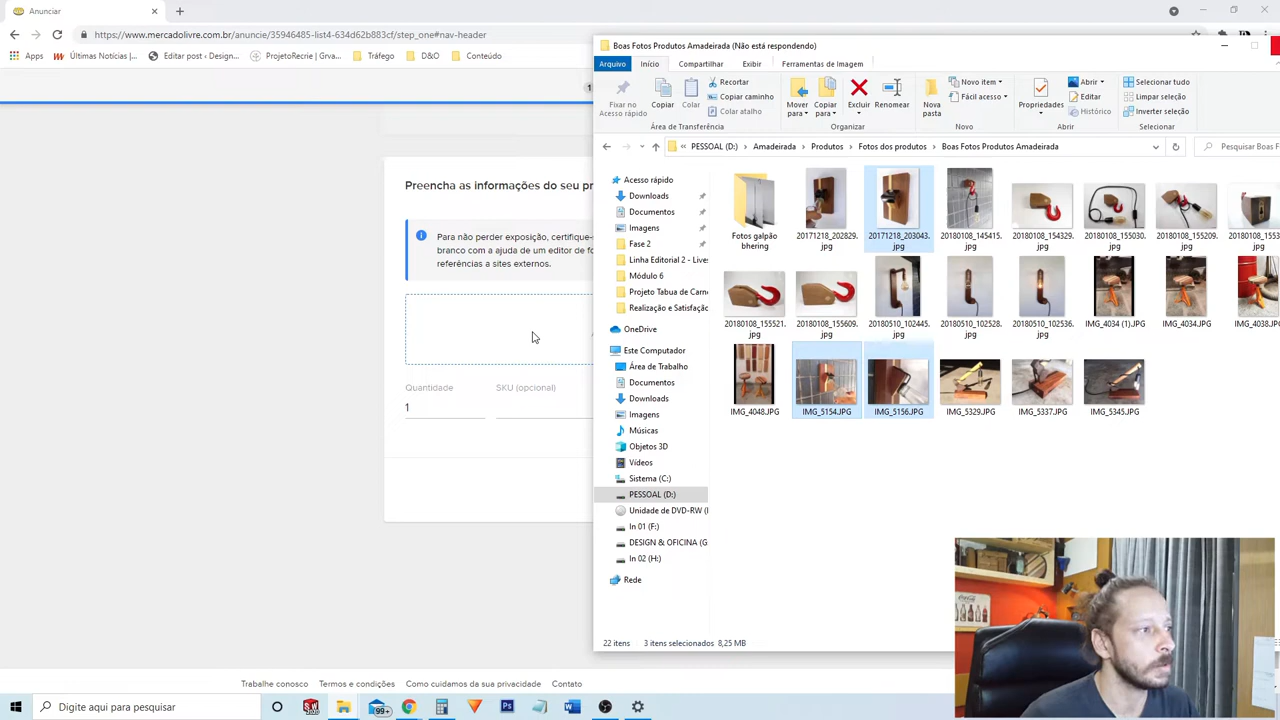 Anunciar
https://www.mercadolivre.com.br/anuncie/35946485-list4-634d62b883cf/step_one#nav-header
Apps
Últimas Notícias |...
Editar post ‹ Design...
ProjetoRecrie | Grva...
Tráfego
D&O
Conteúdo
Boas Fotos Produtos Amadeirada (Não está respondendo)
Arquivo
Início
Compartilhar
Exibir
Ferramentas de Imagem
Fixar no
Acesso rápido
Copiar
Colar
Recortar
Copiar caminho
Colar atalho
Mover
para
Copiar
para
Excluir
Renomear
Nova
pasta
Novo item
Fácil acesso
Propriedades
Abrir
Editar
Histórico
Selecionar tudo
Limpar seleção
Inverter seleção
Área de Transferência
Organizar
Novo
Abrir
Selecionar
« PESSOAL (D:) › Amadeirada › Produtos › Fotos dos produtos › Boas Fotos Produtos Amadeirada
Pesquisar Boas F
Preencha as informações do seu pr
Para não perder exposição, certifique-
branco com a ajuda de um editor de fo
referências a sites externos.
Quantidade
SKU (opcional)
1
Acesso rápido
Downloads
Documentos
Imagens
Fase 2
Linha Editorial 2 - Lives
Módulo 6
Projeto Tabua de Carne
Realização e Satisfação
OneDrive
Este Computador
Área de Trabalho
Documentos
Downloads
Imagens
Músicas
Objetos 3D
Vídeos
Sistema (C:)
PESSOAL (D:)
Unidade de DVD-RW (
In 01 (F:)
DESIGN & OFICINA (G
In 02 (H:)
Rede
Fotos galpão
bhering
20171218_202829.
jpg
20171218_203043.
jpg
20180108_145415.
jpg
20180108_154329.
jpg
20180108_155030.
jpg
20180108_155209.
jpg
20180108_1553
jpg
20180108_155521.
jpg
20180108_155609.
jpg
20180510_102445.
jpg
20180510_102528.
jpg
20180510_102536.
jpg
IMG_4034 (1).JPG
IMG_4034.JPG
IMG_4038.JPG
IMG_4048.JPG
IMG_5154.JPG
IMG_5156.JPG
IMG_5329.JPG
IMG_5337.JPG
IMG_5345.JPG
22 itens
3 itens selecionados 8,25 MB
Trabalhe conosco
Termos e condições
Como cuidamos da sua privacidade
Contato
Digite aqui para pesquisar
99+